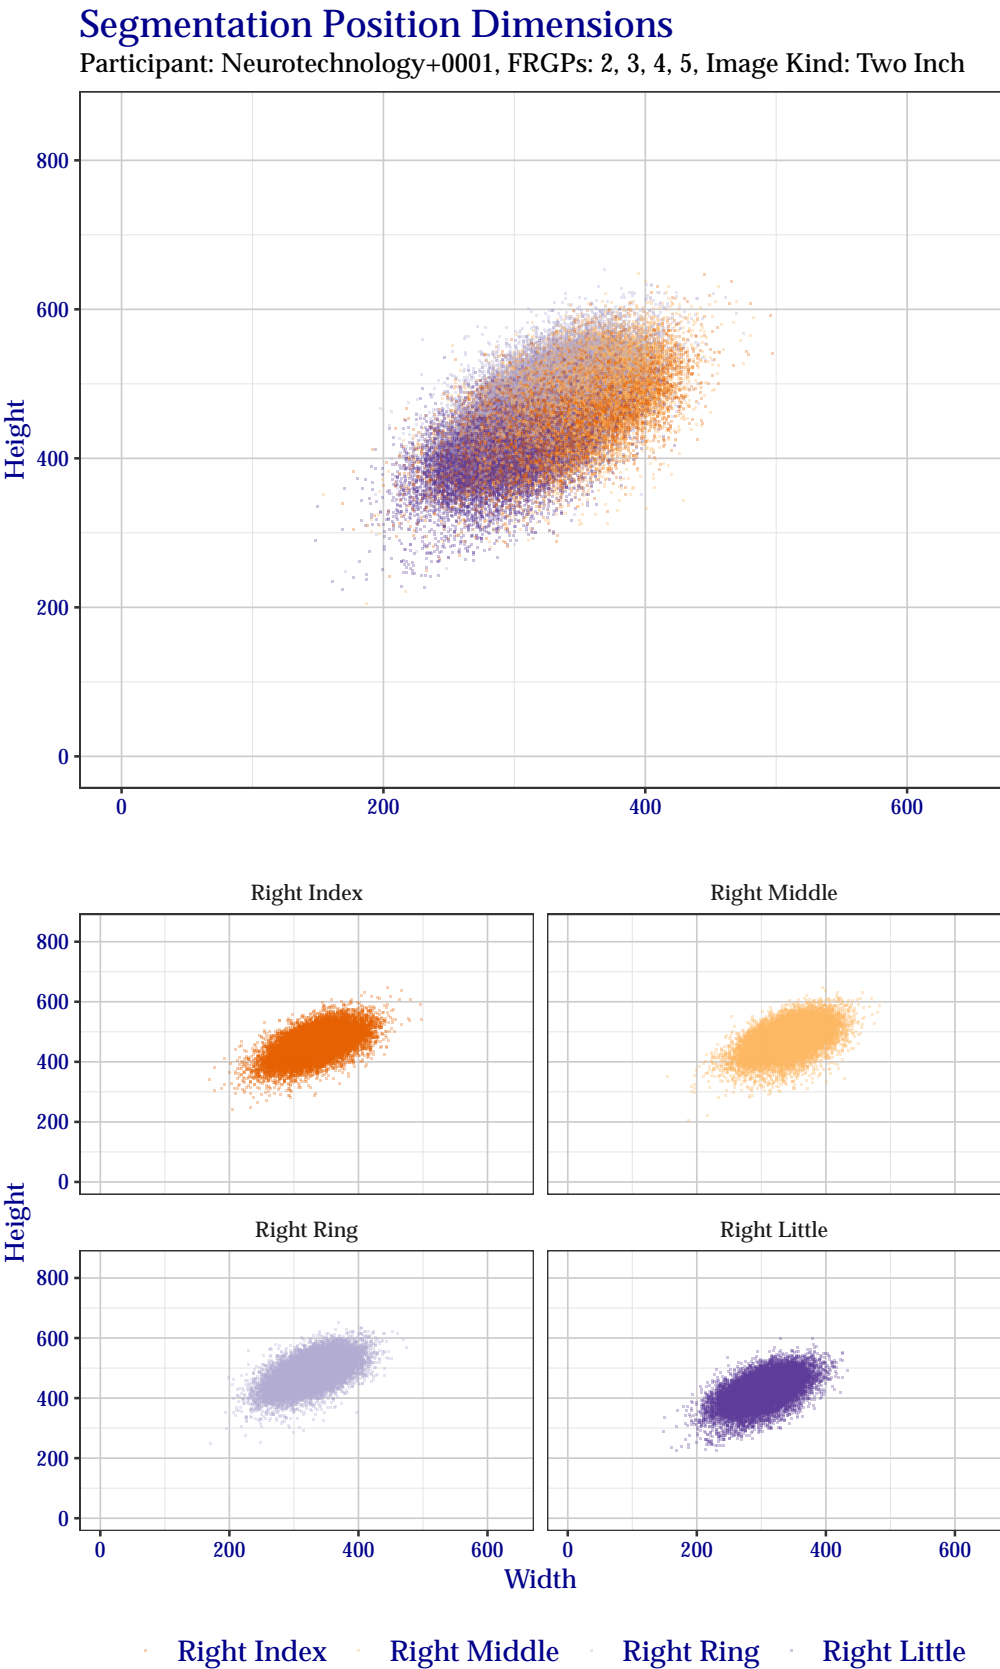 Segmentation Position Dimensions
Participant: Neurotechnology+0001, FRGPs: 2, 3, 4, 5, Image Kind: Two Inch
800
600
400
200
0
Height
0 200 400 600
Right Index Right Middle
800
600
400
200
0
Height
Right Ring Right Little
800
600
400
200
0
0 200 400 600 0 200 400 600
Width
Right Index Right Middle Right Ring Right Little